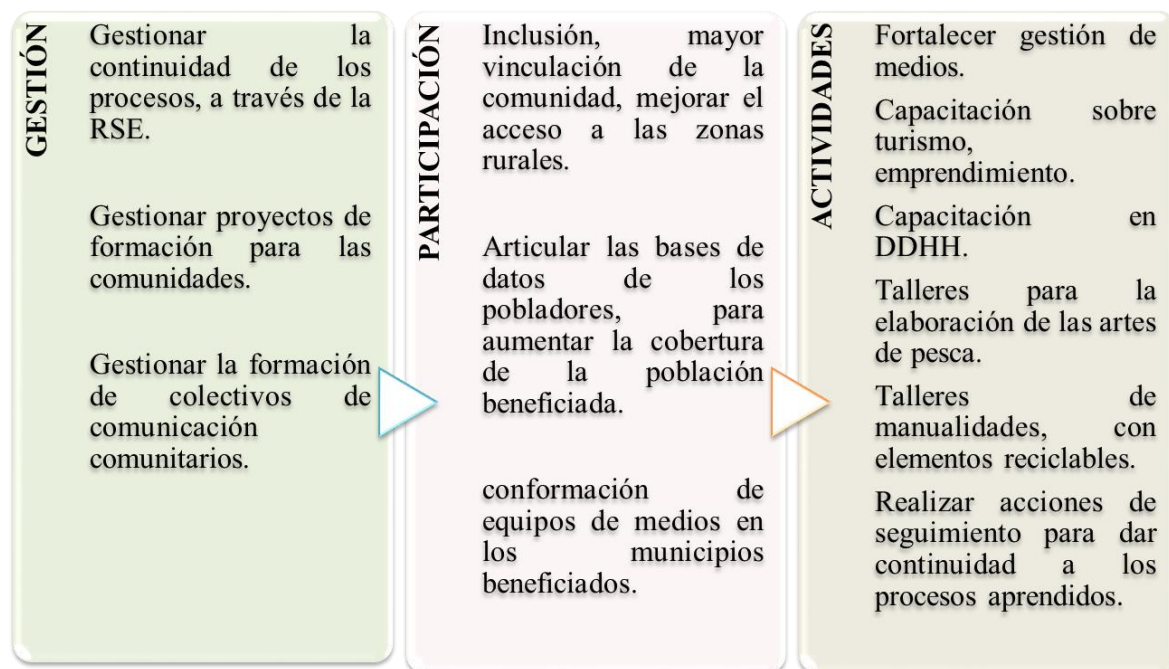 GESTIÓN
Gestionar la
continuidad de los
procesos, a través de la
RSE.
Gestionar proyectos de
formación para las
comunidades.
Gestionar la formación
de colectivos de
comunicación
comunitarios.
PARTICIPACIÓN
Inclusión, mayor
vinculación de la
comunidad, mejorar el
acceso a las zonas
rurales.
Articular las bases de
datos de los
pobladores, para
aumentar la cobertura
de la población
beneficiada.
conformación de
equipos de medios en
los municipios
beneficiados.
ACTIVIDADES
Fortalecer gestión de
medios.
Capacitación sobre
turismo,
emprendimiento.
Capacitación en
DDHH.
Talleres para la
elaboración de las artes
de pesca.
Talleres de
manualidades, con
elementos reciclables.
Realizar acciones de
seguimiento para dar
continuidad a los
procesos aprendidos.